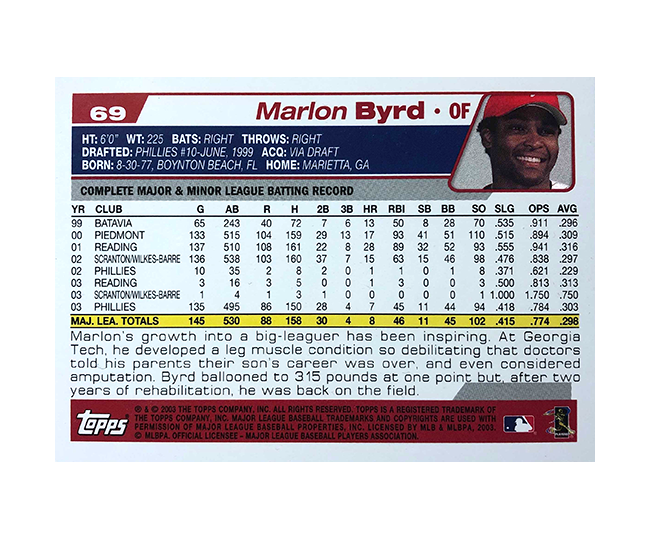 69 Marlon Byrd • OF
HT: 6'0" WT: 225 BATS: RIGHT THROWS: RIGHT
DRAFTED: PHILLIES #10-JUNE, 1999 ACQ: VIA DRAFT
BORN: 8-30-77, BOYNTON BEACH, FL HOME: MARIETTA, GA
COMPLETE MAJOR & MINOR LEAGUE BATTING RECORD
YR CLUB G AB R H 2B 3B HR RBI SB BB SO SLG OPS AVG
99 BATAVIA 65 243 40 72 7 6 13 50 8 28 70 .535 .911 .296
00 PIEDMONT 133 515 104 159 29 13 17 93 41 51 110 .515 .894 .309
01 READING 137 510 108 161 22 8 28 89 32 52 93 .555 .941 .316
02 SCRANTON/WILKES-BARRE 136 538 103 160 37 7 15 63 15 46 98 .476 .838 .297
02 PHILLIES 10 35 2 8 2 0 1 1 0 1 8 .371 .621 .229
03 READING 3 16 3 5 0 0 1 3 0 0 3 .500 .813 .313
03 SCRANTON/WILKES-BARRE 1 4 1 3 1 0 0 0 0 0 1 1.000 1.750 .750
03 PHILLIES 135 495 86 150 28 4 7 45 11 44 94 .418 .784 .303
MAJ. LEA. TOTALS 145 530 88 158 30 4 8 46 11 45 102 .415 .774 .298
Marlon's growth into a big-leaguer has been inspiring. At Georgia
Tech, he developed a leg muscle condition so debilitating that doctors
told his parents their son's career was over, and even considered
amputation. Byrd ballooned to 315 pounds at one point but, after two
years of rehabilitation, he was back on the field.
Topps
® & © 2003 THE TOPPS COMPANY, INC. ALL RIGHTS RESERVED. TOPPS IS A REGISTERED TRADEMARK OF
THE TOPPS COMPANY, INC. MAJOR LEAGUE BASEBALL TRADEMARKS AND COPYRIGHTS ARE USED WITH
PERMISSION OF MAJOR LEAGUE BASEBALL PROPERTIES, INC. LICENSED BY MLB & MLBPA, 2003.
© MLBPA. OFFICIAL LICENSEE – MAJOR LEAGUE BASEBALL PLAYERS ASSOCIATION.